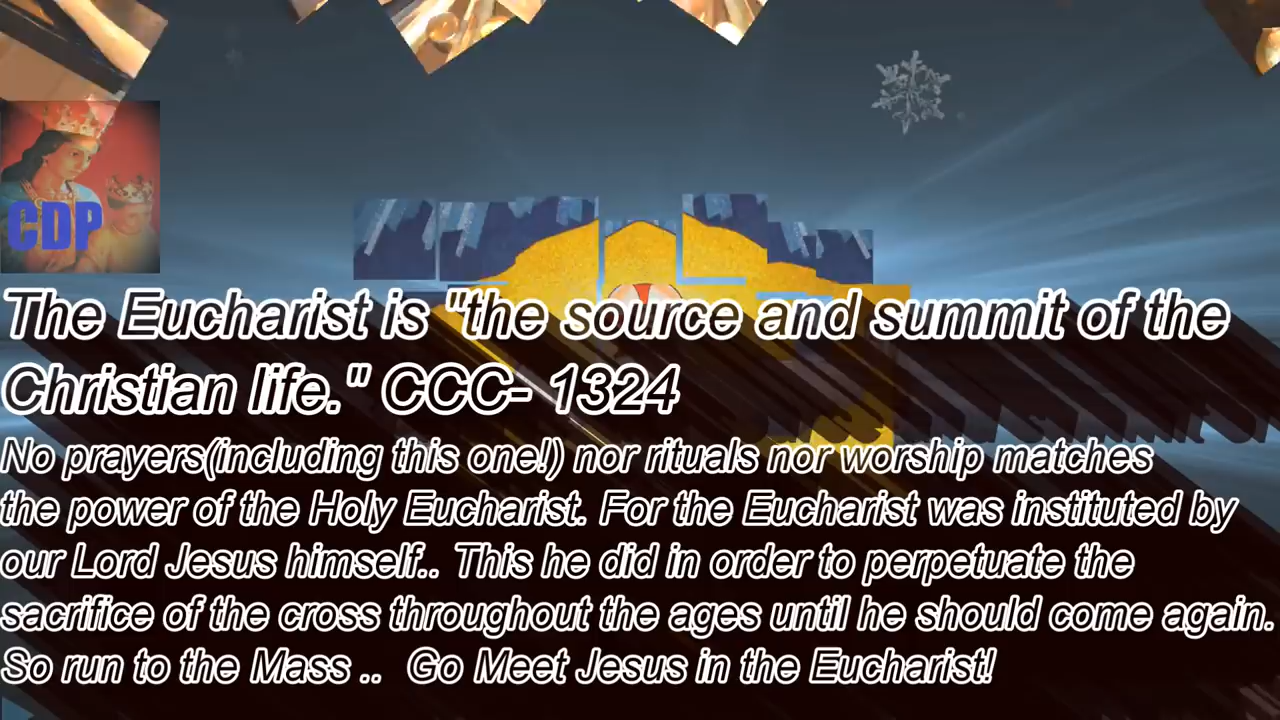 CDP
The Eucharist is "the source and summit of the
Christian life." CCC- 1324
No prayers(including this one!) nor rituals nor worship matches
the power of the Holy Eucharist. For the Eucharist was instituted by
our Lord Jesus himself.. This he did in order to perpetuate the
sacrifice of the cross throughout the ages until he should come again.
So run to the Mass .. Go Meet Jesus in the Eucharist!